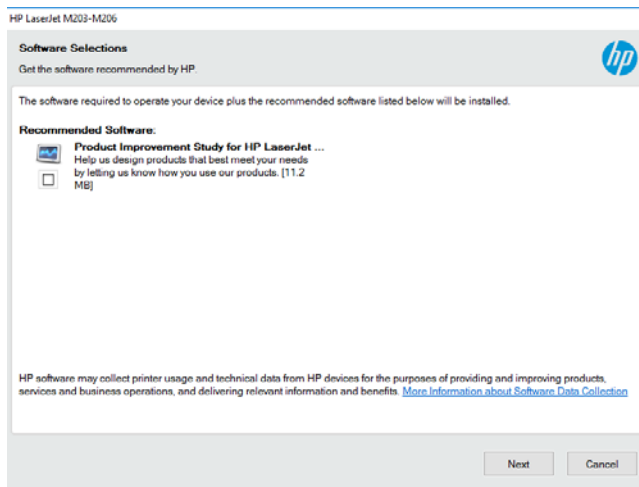 HP LaserJet M203-M206
Software Selections
Get the software recommended by HP.
hp
The software required to operate your device plus the recommended software listed below will be installed.
Recommended Software:
Product Improvement Study for HP LaserJet ...
Help us design products that best meet your needs
by letting us know how you use our products. [11.2
MB]
HP software may collect printer usage and technical data from HP devices for the purposes of providing and improving products,
services and business operations, and delivering relevant information and benefits. More Information about Software Data Collection
Next
Cancel